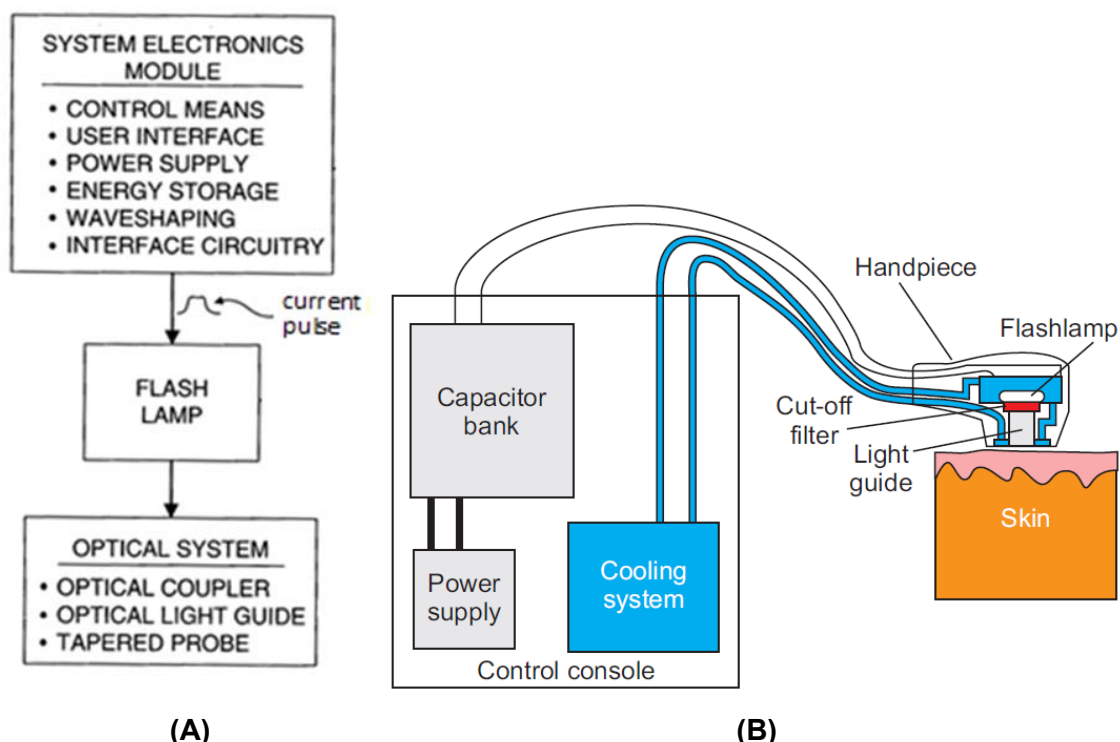 SYSTEM ELECTRONICS
MODULE
• CONTROL MEANS
• USER INTERFACE
• POWER SUPPLY
• ENERGY STORAGE
• WAVESHAPING
• INTERFACE CIRCUITRY
current
pulse
FLASH
LAMP
OPTICAL SYSTEM
• OPTICAL COUPLER
• OPTICAL LIGHT GUIDE
• TAPERED PROBE
(A)
Capacitor
bank
Power
supply
Cooling
system
Control console
Handpiece
Flashlamp
Cut-off
filter
Light
guide
Skin
(B)